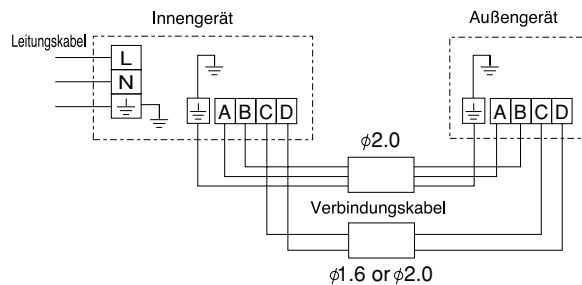 Innengerät
Außengerät
Leitungskabel
L
N
A B C D
A B C D
φ2.0
Verbindungskabel
φ1.6 or φ2.0